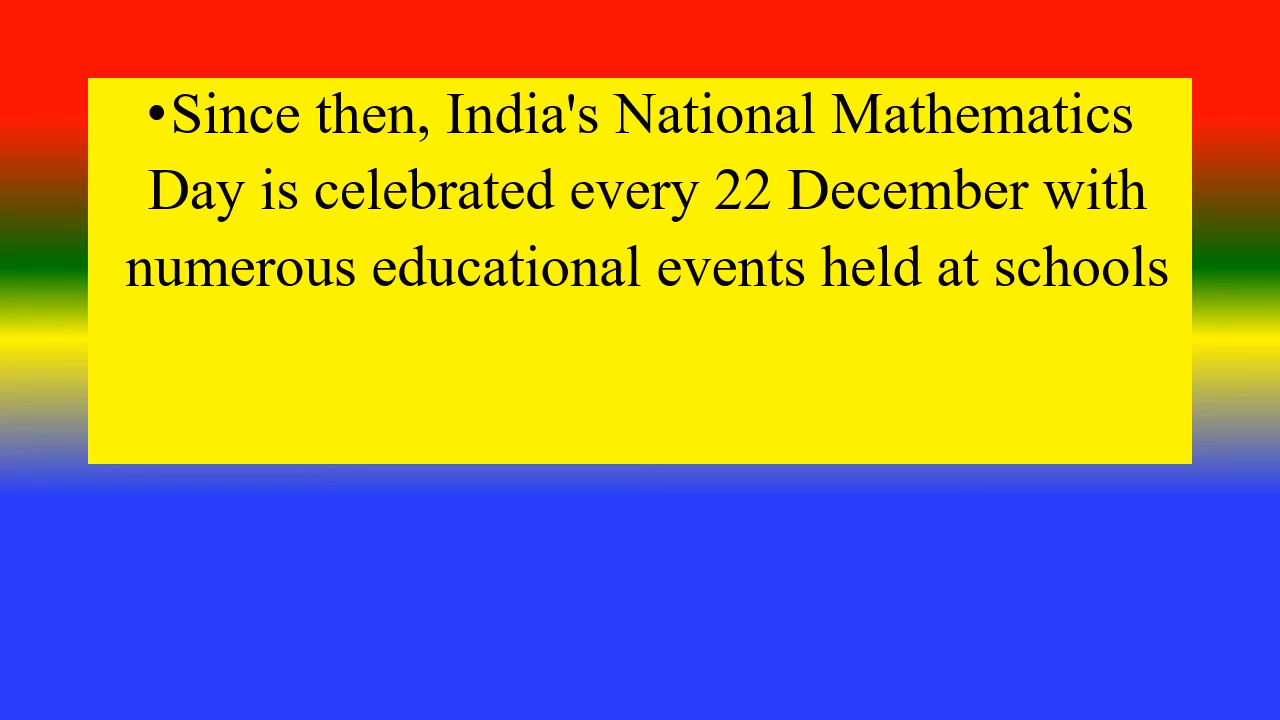 •Since then, India's National Mathematics
Day is celebrated every 22 December with
numerous educational events held at schools